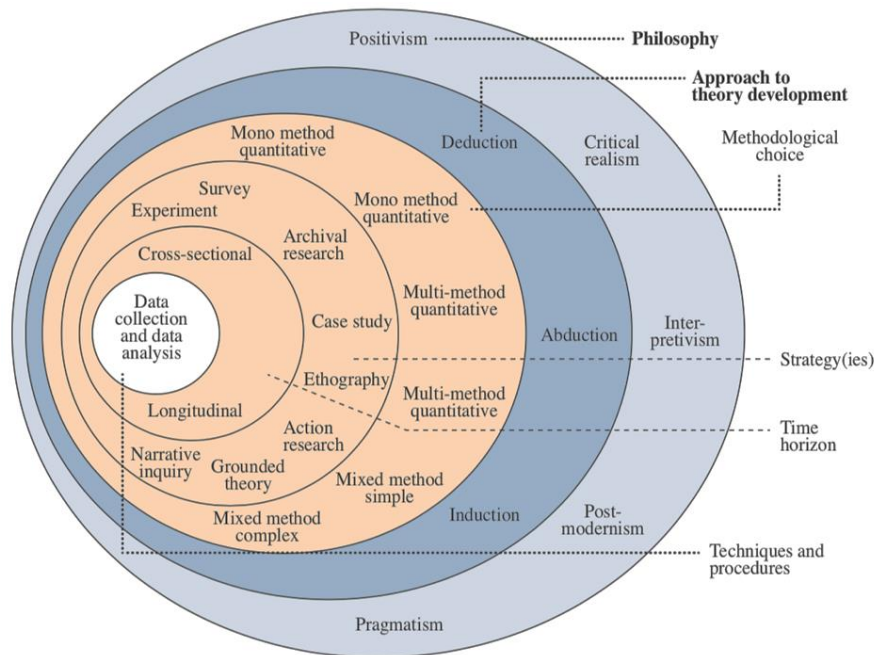 Positivism
Philosophy
Approach to
theory development
Mono method
quantitative
Deduction
Critical
realism
Methodological
choice
Survey
Mono method
quantitative
Experiment
Archival
research
Cross-sectional
Data
collection
and data
analysis
Multi-method
quantitative
Case study
Abduction
Inter-
pretivism
Strategy(ies)
Ethography
Multi-method
quantitative
Longitudinal
Action
research
Time
horizon
Narrative
inquiry
Grounded
theory
Mixed method
simple
Mixed method
complex
Induction
Post-
modernism
Techniques and
procedures
Pragmatism